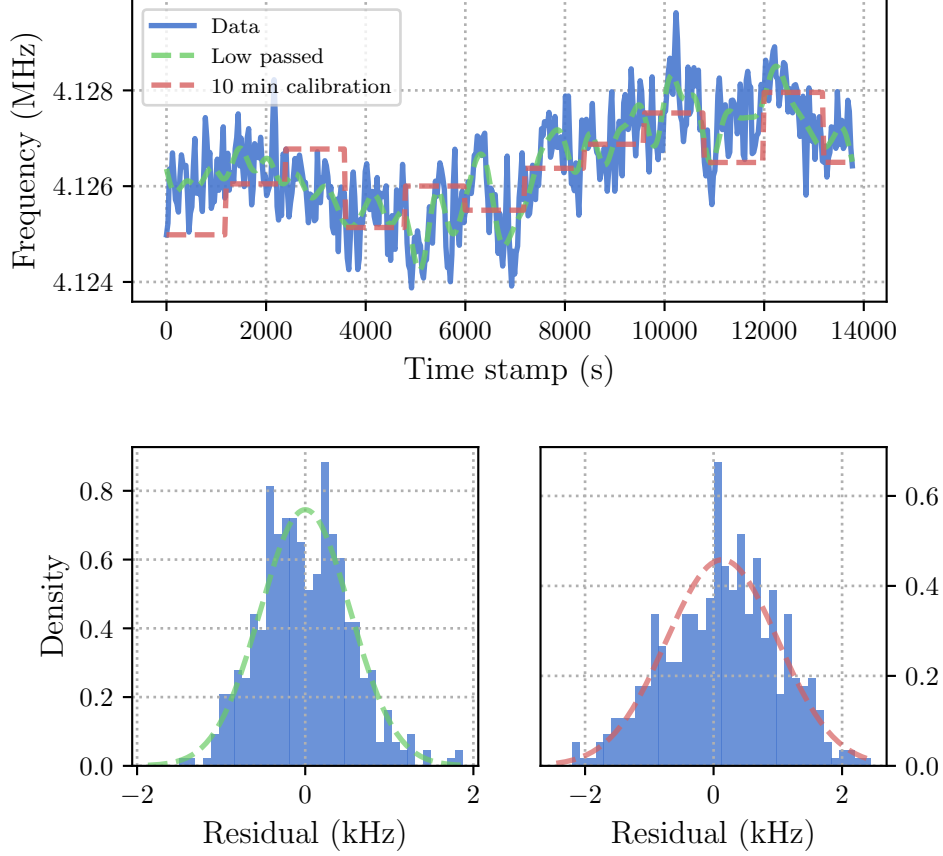 Data
Low passed
10 min calibration
Frequency (MHz)
4.128
4.126
4.124
0 2000 4000 6000 8000 10000 12000 14000
Time stamp (s)
Density
0.8
0.6
0.4
0.2
0.0
−2 0 2
Residual (kHz)
0.6
0.4
0.2
0.0
−2 0 2
Residual (kHz)